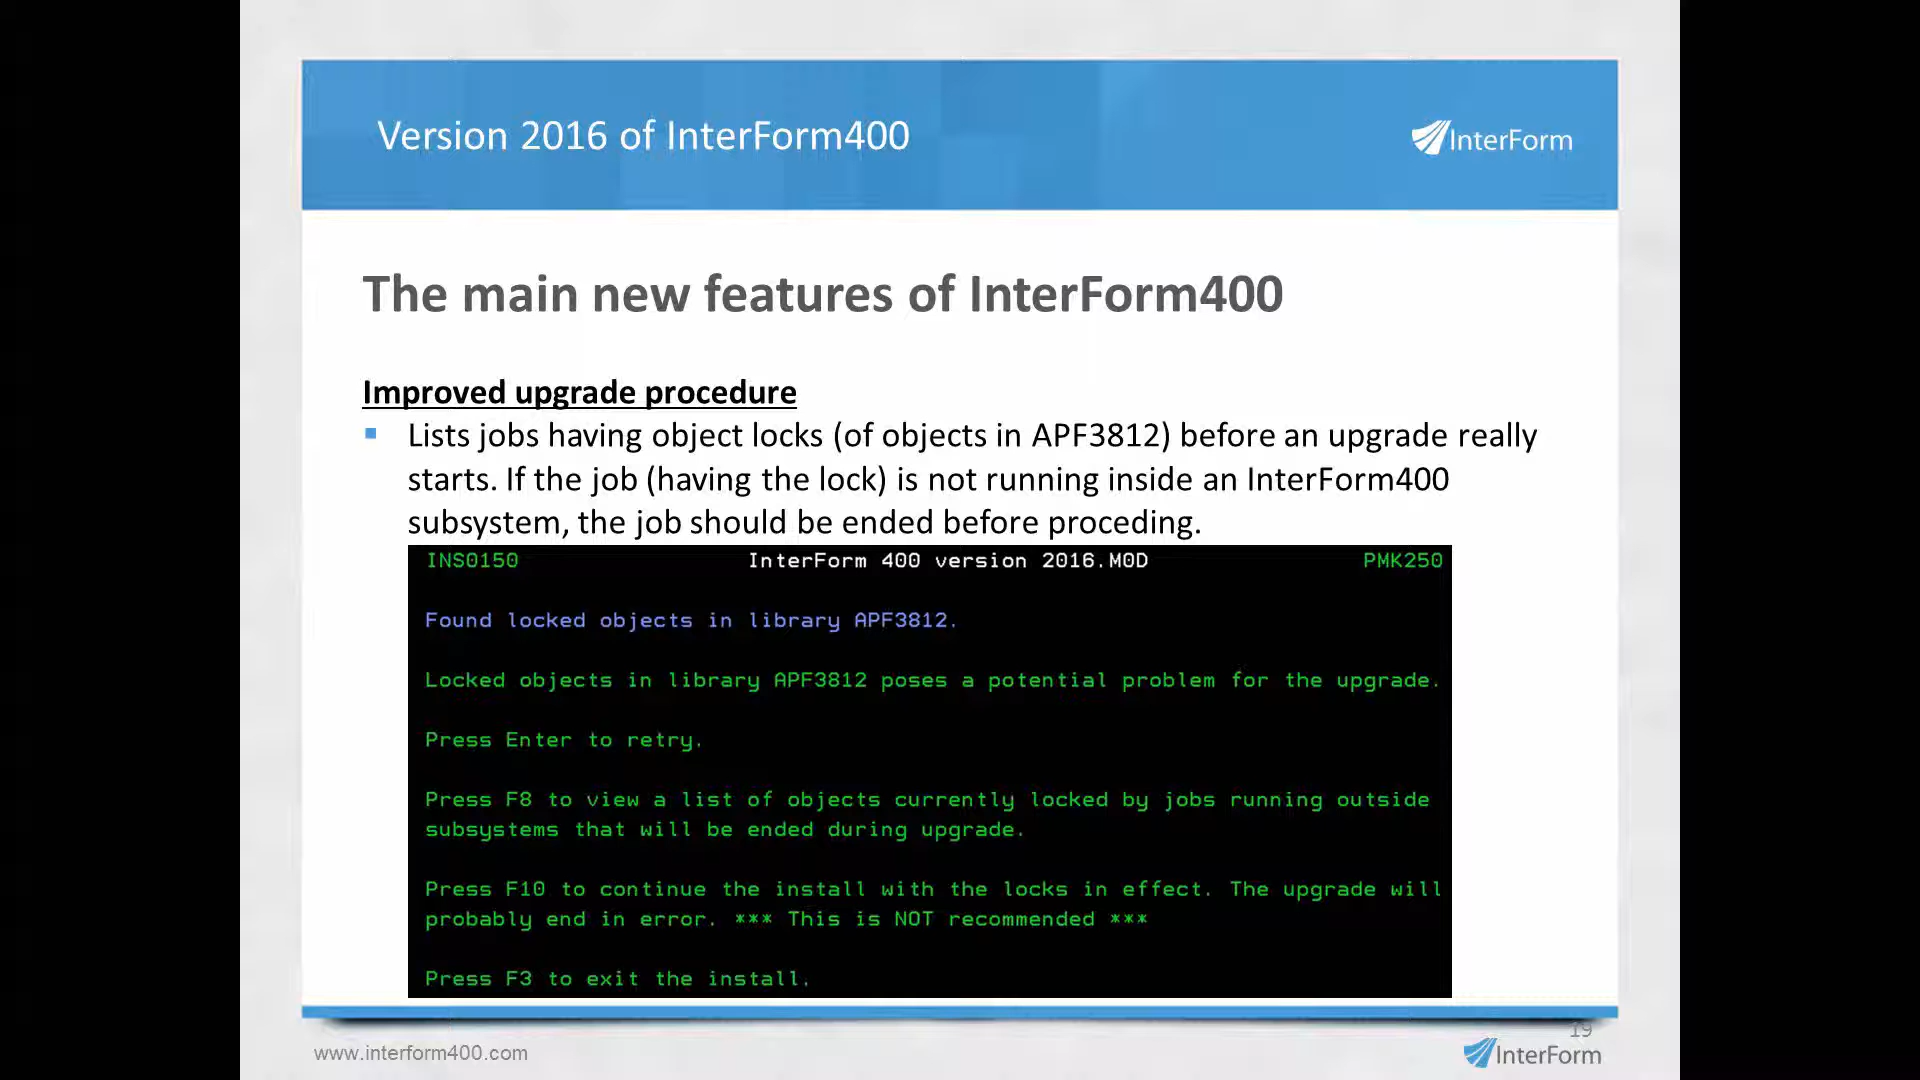 Version 2016 of InterForm400
InterForm
The main new features of InterForm400
Improved upgrade procedure
▪ Lists jobs having object locks (of objects in APF3812) before an upgrade really
starts. If the job (having the lock) is not running inside an InterForm400
subsystem, the job should be ended before proceding.
INS0150 InterForm 400 version 2016.M0D PMK250
Found locked objects in library APF3812.
Locked objects in library APF3812 poses a potential problem for the upgrade.
Press Enter to retry.
Press F8 to view a list of objects currently locked by jobs running outside
subsystems that will be ended during upgrade.
Press F10 to continue the install with the locks in effect. The upgrade will
probably end in error. *** This is NOT recommended ***
Press F3 to exit the install.
19
www.interform400.com
InterForm